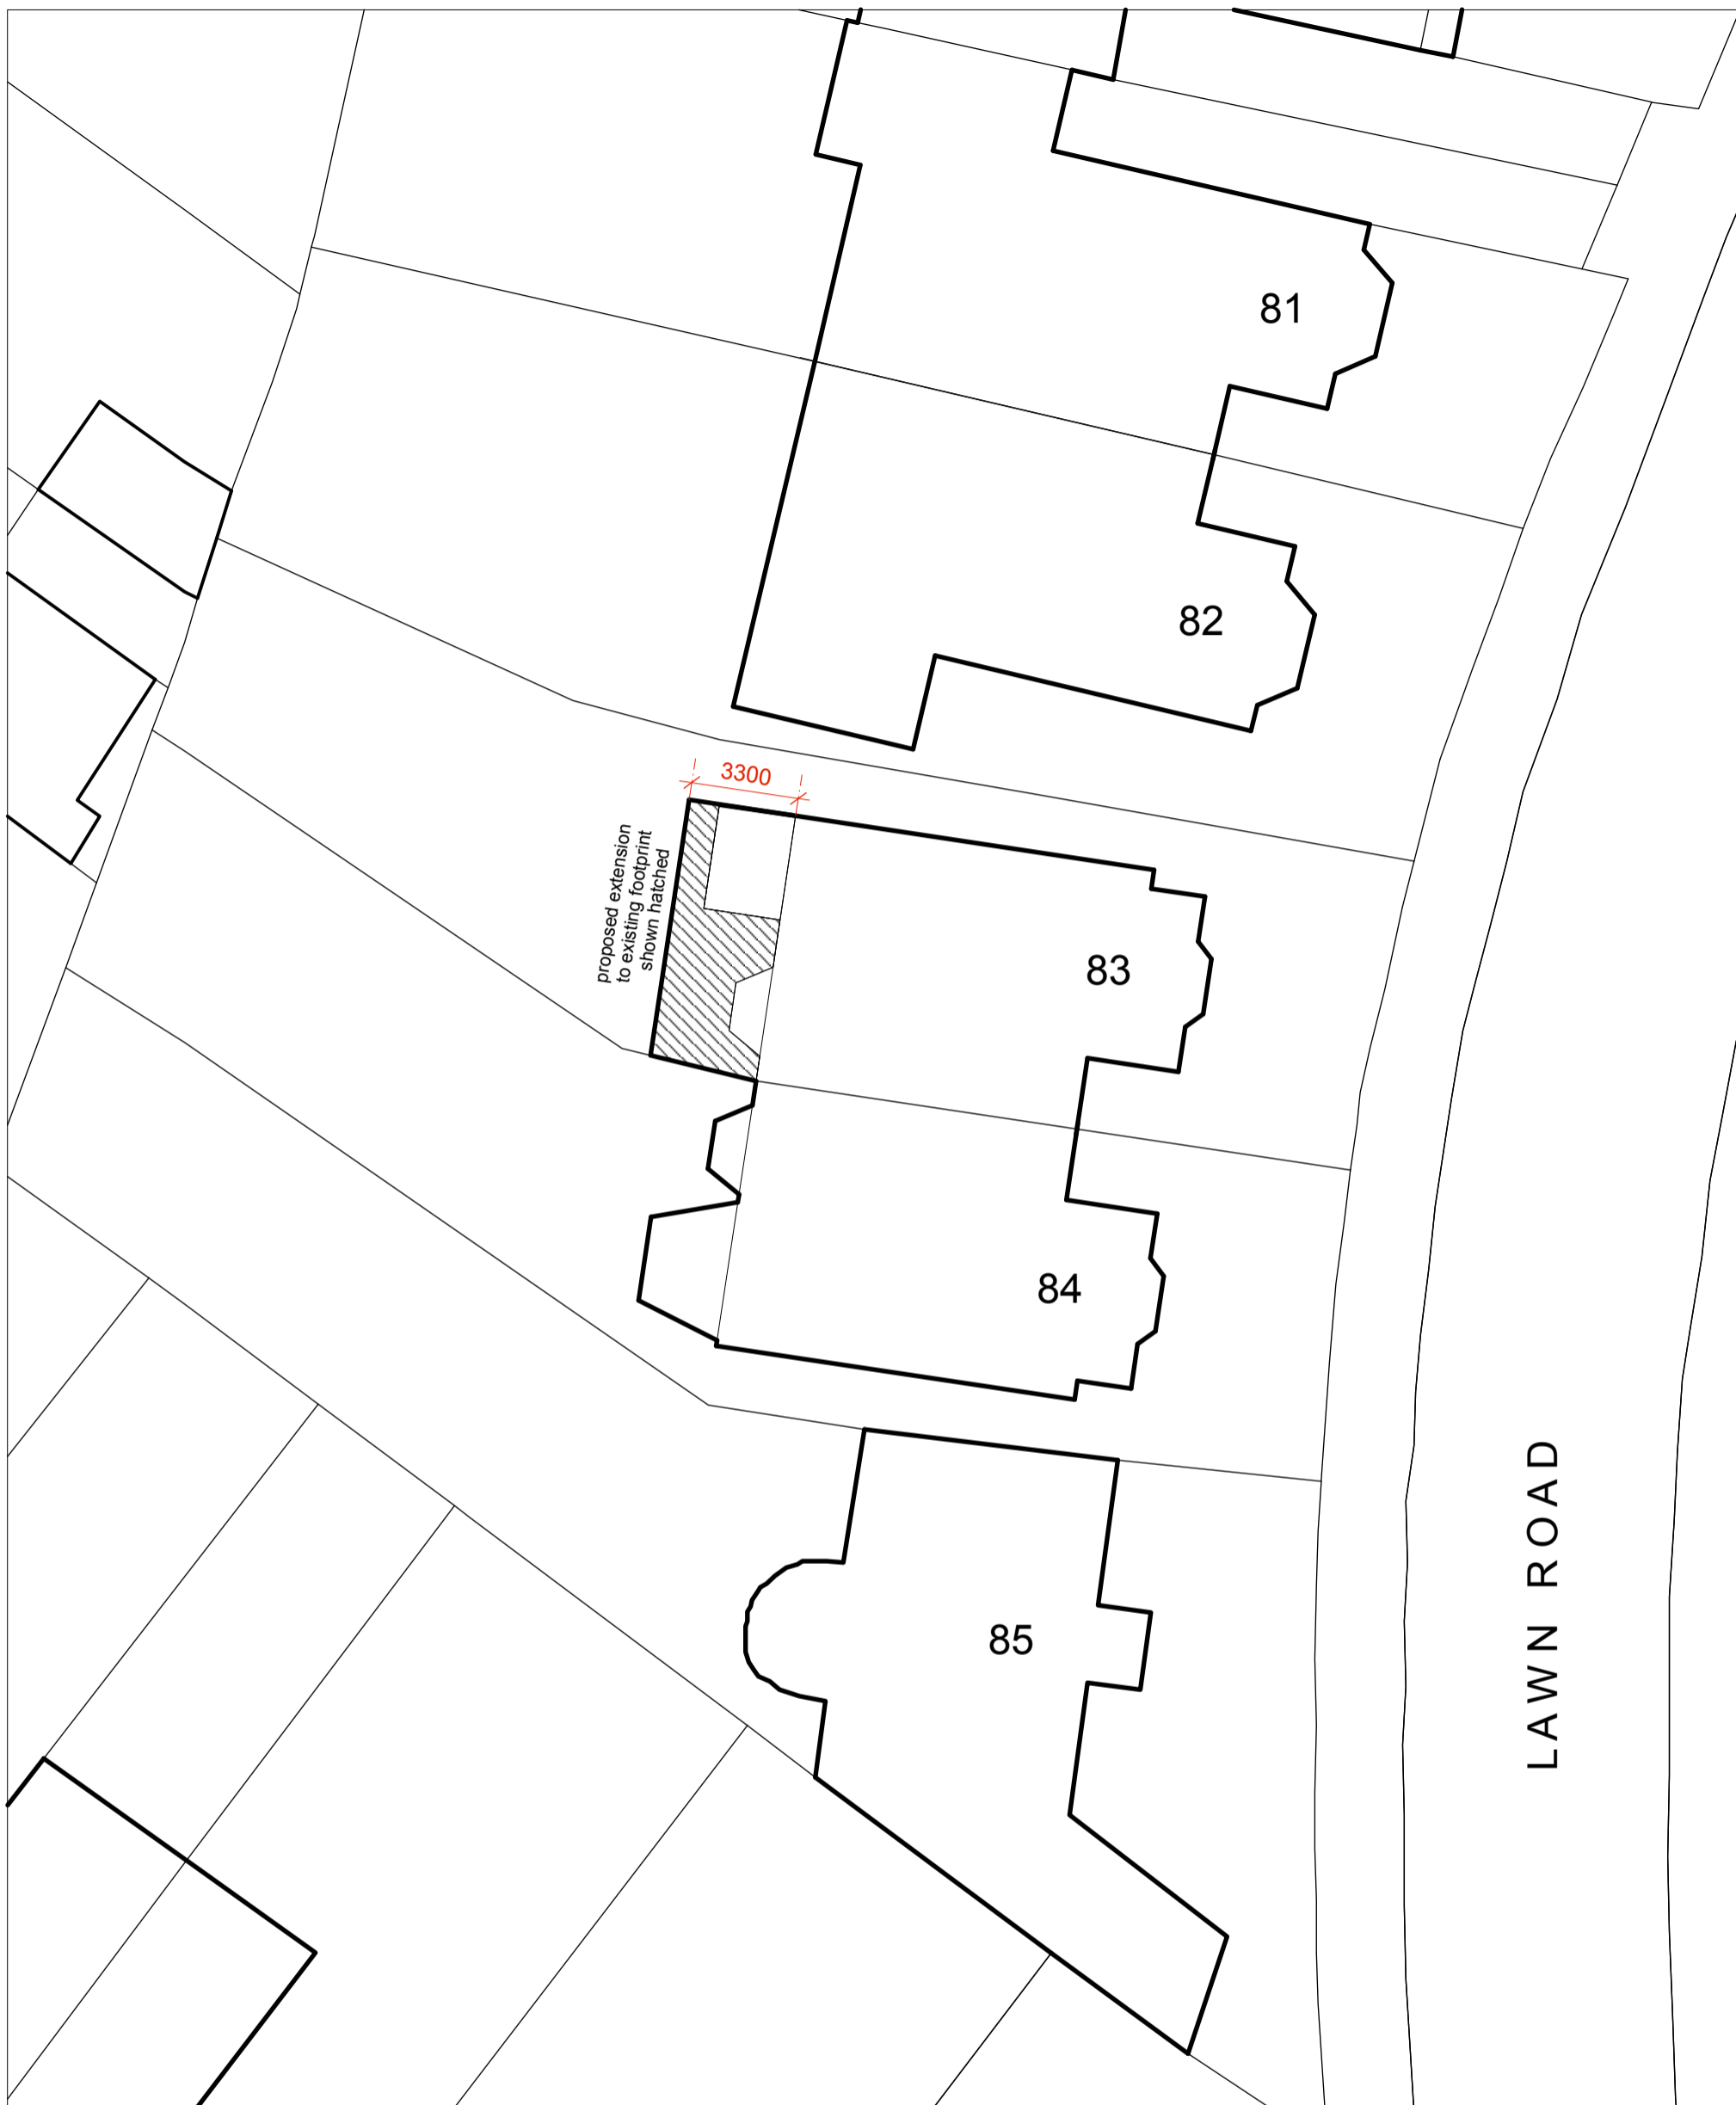 81
82
3300
proposed extension
to existing footprint
shown hatched
83
84
85
LAWN ROAD